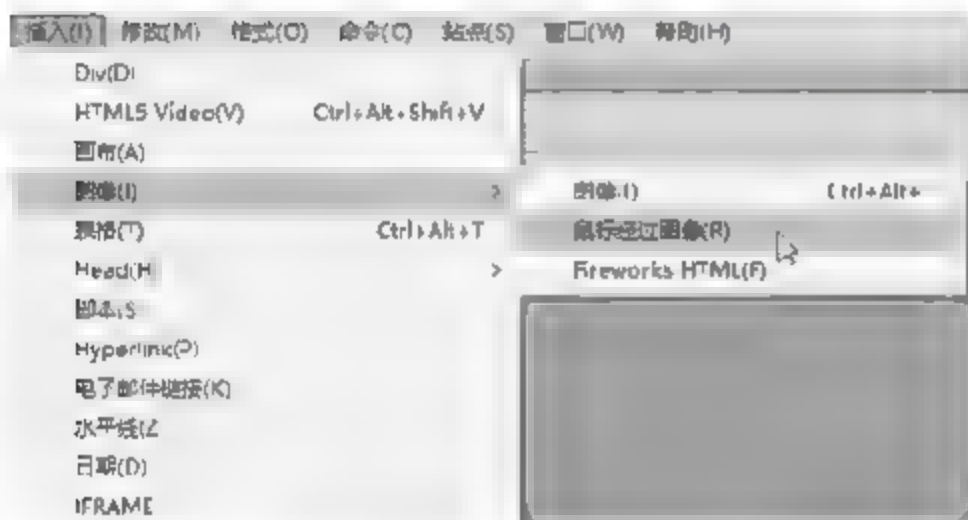 插入(I) 修改(M) 格式(O) 命令(C) 站点(S) 窗口(W) 帮助(H)
Div(D)
HTML5 Video(V) Ctrl+Alt+Shift+V
画布(A)
图像(I) >
图像(I) Ctrl+Alt+
鼠标经过图像(R)
Fireworks HTML(F)
表格(T) Ctrl+Alt+T
Head(H) >
脚本(S)
Hyperlink(P)
电子邮件链接(K)
水平线(Z)
日期(D)
IFRAME